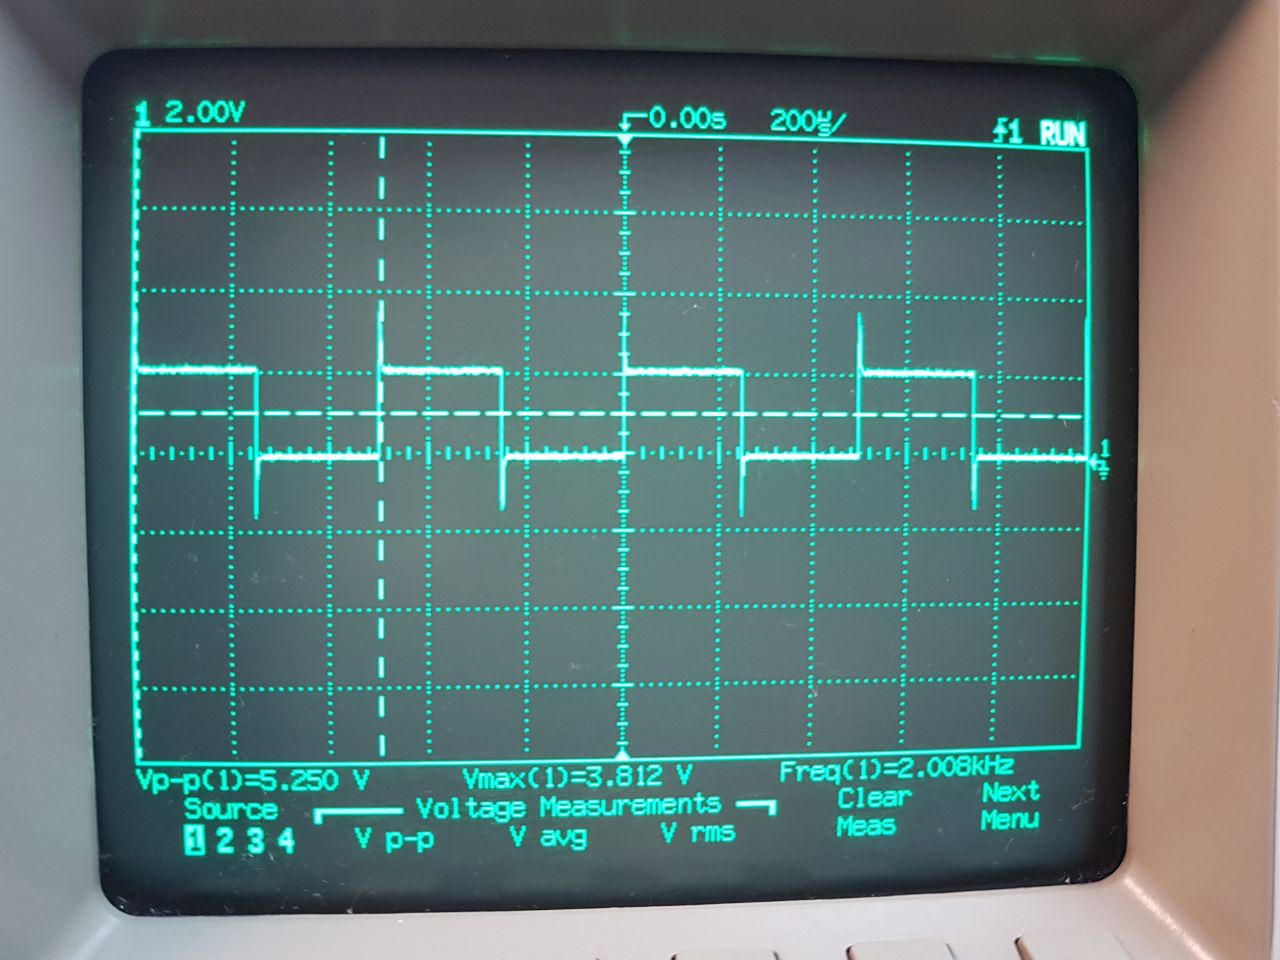 1 2.00V 0.00s 200µs/ 1 RUN
1
Vp-p(1)=5.250 V Vmax(1)=3.812 V Freq(1)=2.008kHz
Source Voltage Measurements Clear Meas Next Menu
1 2 3 4 V p-p V avg V rms